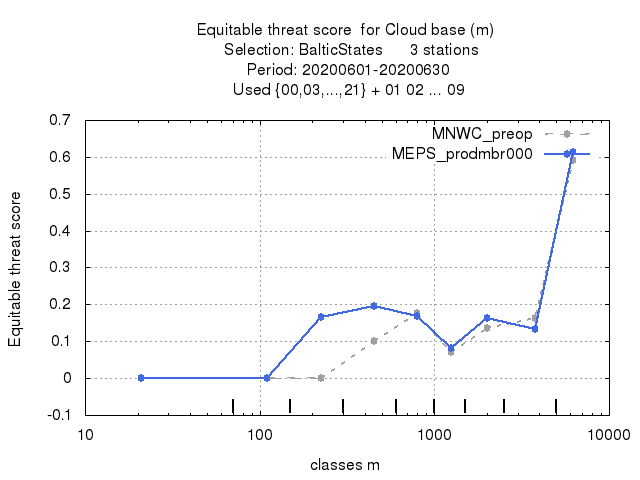 Equitable threat score  for Cloud base (m)
Selection: BalticStates      3 stations
Period: 20200601-20200630
Used {00,03,...,21} + 01 02 ... 09
MNWC_preop
MEPS_prodmbr000
Equitable threat score
0.7
0.6
0.5
0.4
0.3
0.2
0.1
0
-0.1
10 100 1000 10000
classes m